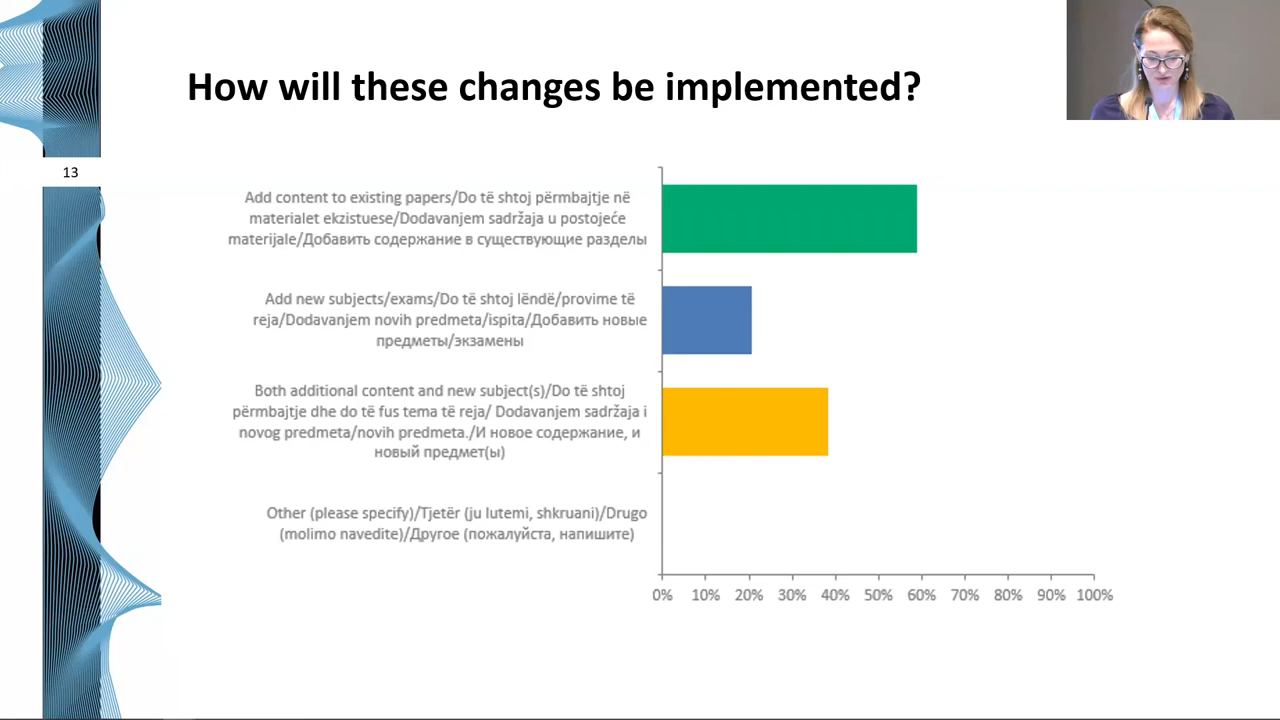 How will these changes be implemented?
13
Add content to existing papers/Do të shtoj përmbajtje në
materialet ekzistuese/Dodavanjem sadržaja u postojeće
materijale/Добавить содержание в существующие разделы
Add new subjects/exams/Do të shtoj lëndë/provime të
reja/Dodavanjem novih predmeta/ispita/Добавить новые
предметы/экзамены
Both additional content and new subject(s)/Do të shtoj
përmbajtje dhe do të fus tema të reja/ Dodavanjem sadržaja i
novog predmeta/novih predmeta./И новое содержание, и
новый предмет(ы)
Other (please specify)/Tjetër (ju lutemi, shkruani)/Drugo
(molimo navedite)/Другое (пожалуйста, напишите)
0% 10% 20% 30% 40% 50% 60% 70% 80% 90% 100%